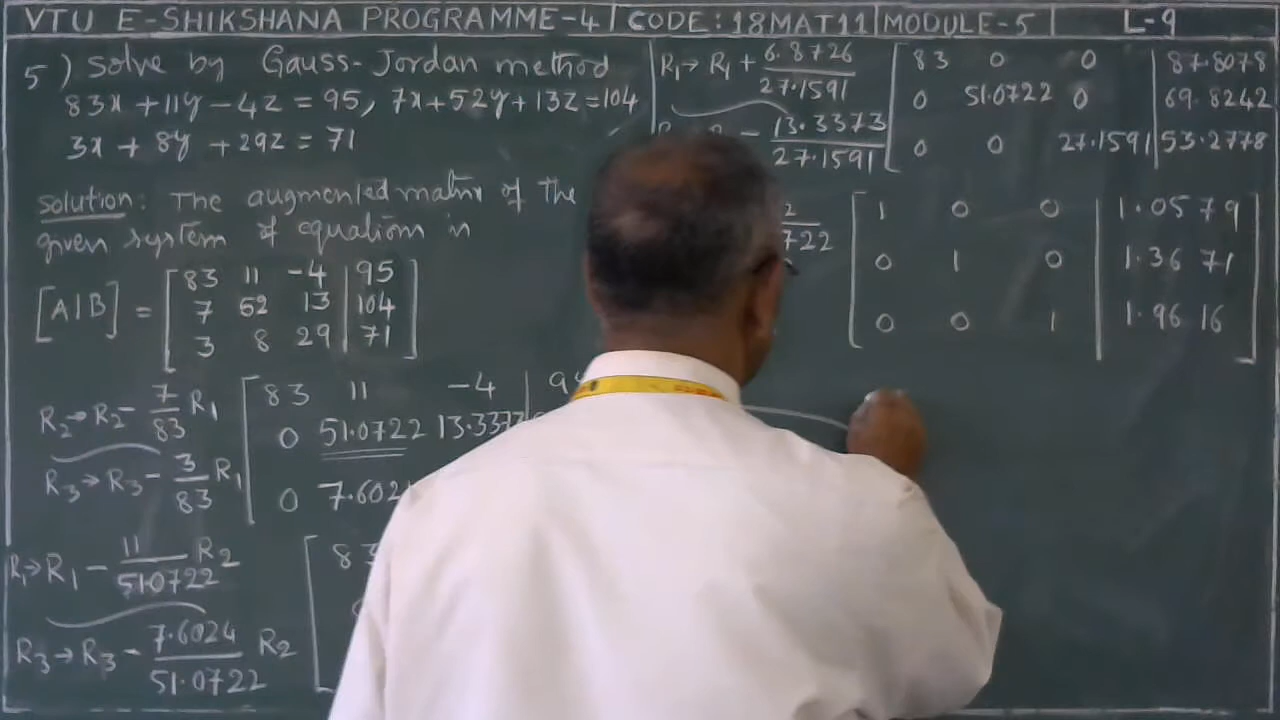 VTU E-SHIKSHANA PROGRAMME-4 | CODE:18MAT11 | MODULE-5 | L-9
5) Solve by Gauss-Jordan method
83x+11y-4z=95, 7x+52y+13z=104
3x+8y+29z=71
Solution: The augmented matrix of the
given system of equations is
[A|B] = [83 11 -4 | 95
7 52 13 | 104
3 8 29 | 71]
R2→R2-7/83 R1
R3→R3-3/83 R1
[83 11 -4 |
0 51.0722 13.3373
0 7.602
R1→R1-11/51.0722 R2
R3→R3-7.6024/51.0722 R2
[83
R1→R1+6.8726/27.1591
-13.3373/27.1591
[83 0 0 | 87.8078
0 51.0722 0 | 69.8242
0 0 27.1591 | 53.2778
2
722
[1 0 0 | 1.0579
0 1 0 | 1.3671
0 0 1 | 1.9616]